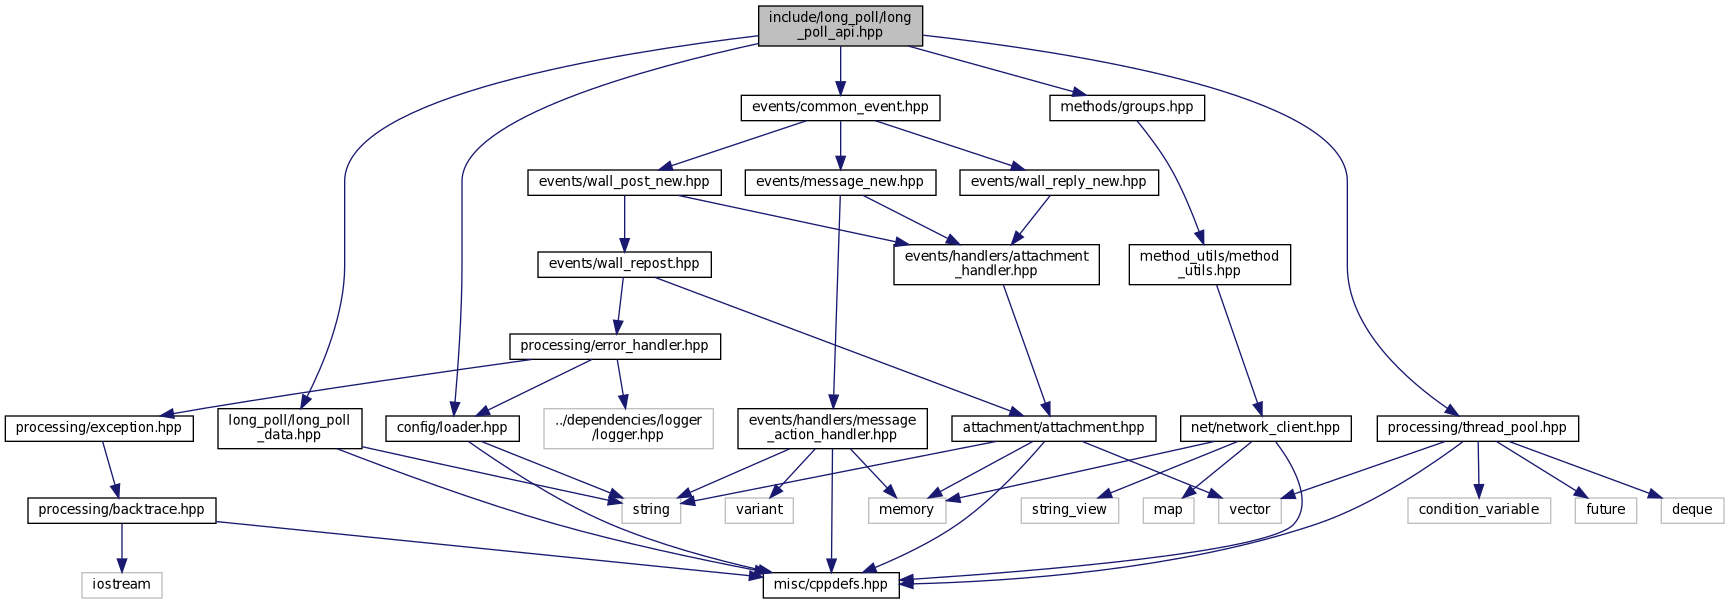 include/long_poll/long
_poll_api.hpp
events/common_event.hpp
methods/groups.hpp
events/wall_post_new.hpp
events/message_new.hpp
events/wall_reply_new.hpp
events/wall_repost.hpp
events/handlers/attachment
_handler.hpp
method_utils/method
_utils.hpp
processing/error_handler.hpp
processing/exception.hpp
long_poll/long_poll
_data.hpp
config/loader.hpp
../dependencies/logger
/logger.hpp
events/handlers/message
_action_handler.hpp
attachment/attachment.hpp
net/network_client.hpp
processing/thread_pool.hpp
processing/backtrace.hpp
string
variant
memory
string_view
map
vector
condition_variable
future
deque
iostream
misc/cppdefs.hpp